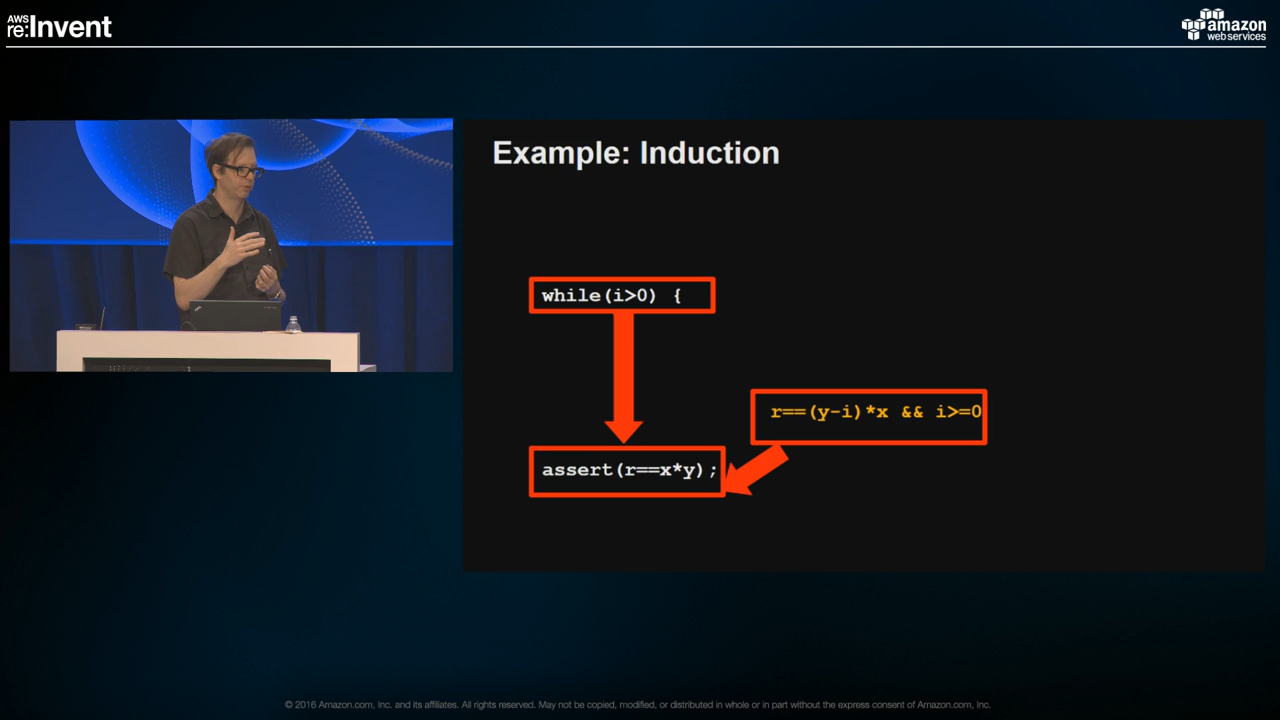 AWS
re:Invent
amazon
web services
Example: Induction
while(i>0) {
r==(y-i)*x && i>=0
assert(r==x*y);
© 2016 Amazon.com, Inc. and its affiliates. All rights reserved. May not be copied, modified, or distributed in whole or in part without the express consent of Amazon.com, Inc.